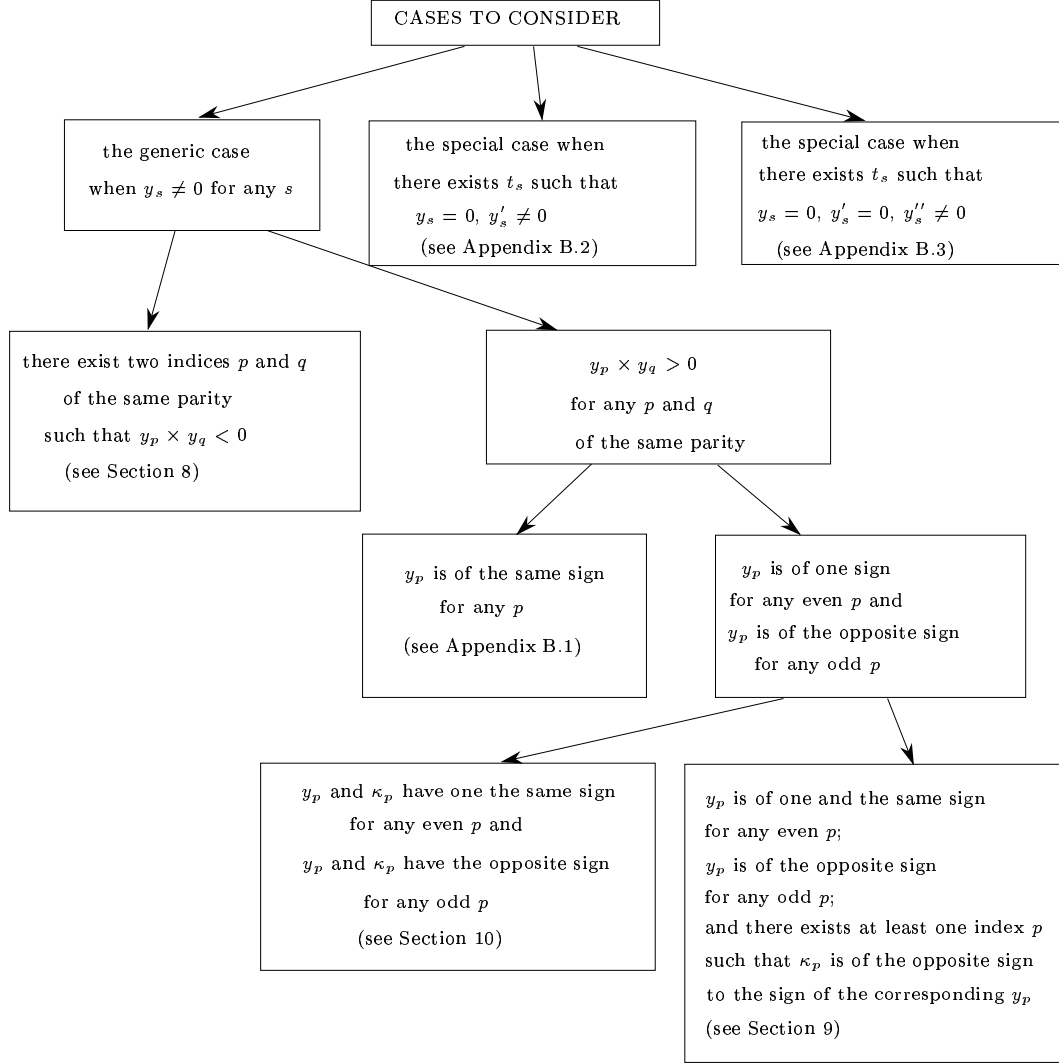 CASES TO CONSIDER
the generic case
when y_s ≠ 0 for any s
the special case when
there exists t_s such that
y_s = 0, y'_s ≠ 0
(see Appendix B.2)
the special case when
there exists t_s such that
y_s = 0, y'_s = 0, y''_s ≠ 0
(see Appendix B.3)
there exist two indices p and q
of the same parity
such that y_p × y_q < 0
(see Section 8)
y_p × y_q > 0
for any p and q
of the same parity
y_p is of the same sign
for any p
(see Appendix B.1)
y_p is of one sign
for any even p and
y_p is of the opposite sign
for any odd p
y_p and κ_p have one the same sign
for any even p and
y_p and κ_p have the opposite sign
for any odd p
(see Section 10)
y_p is of one and the same sign
for any even p;
y_p is of the opposite sign
for any odd p;
and there exists at least one index p
such that κ_p is of the opposite sign
to the sign of the corresponding y_p
(see Section 9)